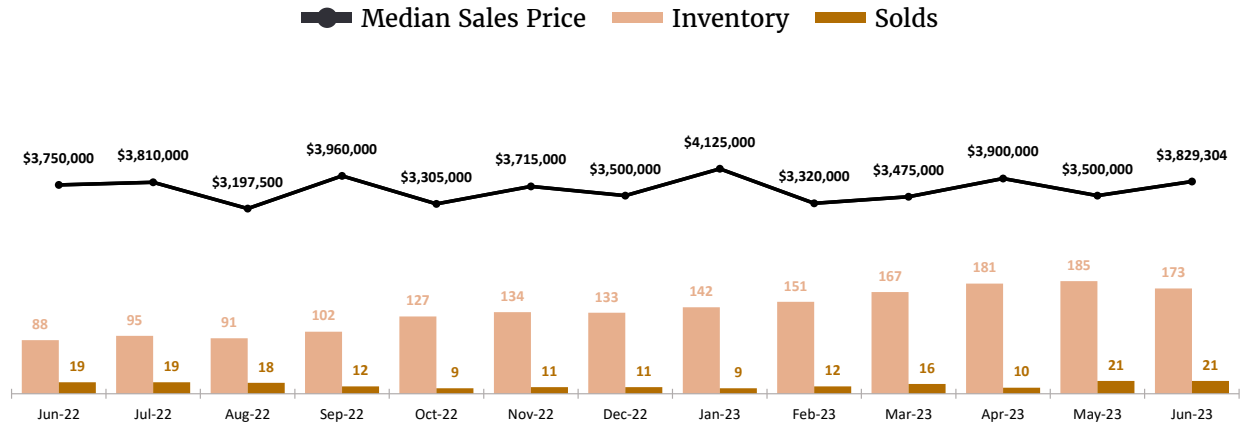 Median Sales Price Inventory Solds
$3,750,000 $3,810,000 $3,197,500 $3,960,000 $3,305,000 $3,715,000 $3,500,000 $4,125,000 $3,320,000 $3,475,000 $3,900,000 $3,500,000 $3,829,304
88 95 91 102 127 134 133 142 151 167 181 185 173
19 19 18 12 9 11 11 9 12 16 10 21 21
Jun-22 Jul-22 Aug-22 Sep-22 Oct-22 Nov-22 Dec-22 Jan-23 Feb-23 Mar-23 Apr-23 May-23 Jun-23